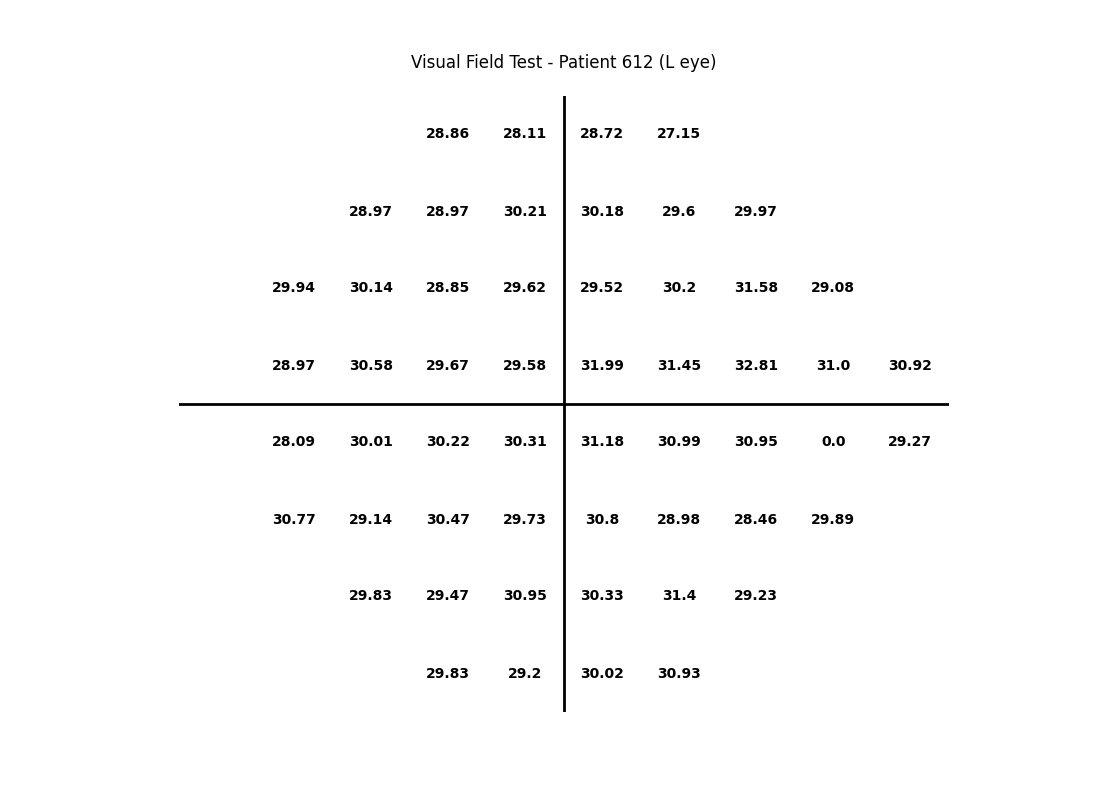 Visual Field Test - Patient 612 (L eye)
28.86 28.11 28.72 27.15
28.97 28.97 30.21 30.18 29.6 29.97
29.94 30.14 28.85 29.62 29.52 30.2 31.58 29.08
28.97 30.58 29.67 29.58 31.99 31.45 32.81 31.0 30.92
28.09 30.01 30.22 30.31 31.18 30.99 30.95 0.0 29.27
30.77 29.14 30.47 29.73 30.8 28.98 28.46 29.89
29.83 29.47 30.95 30.33 31.4 29.23
29.83 29.2 30.02 30.93